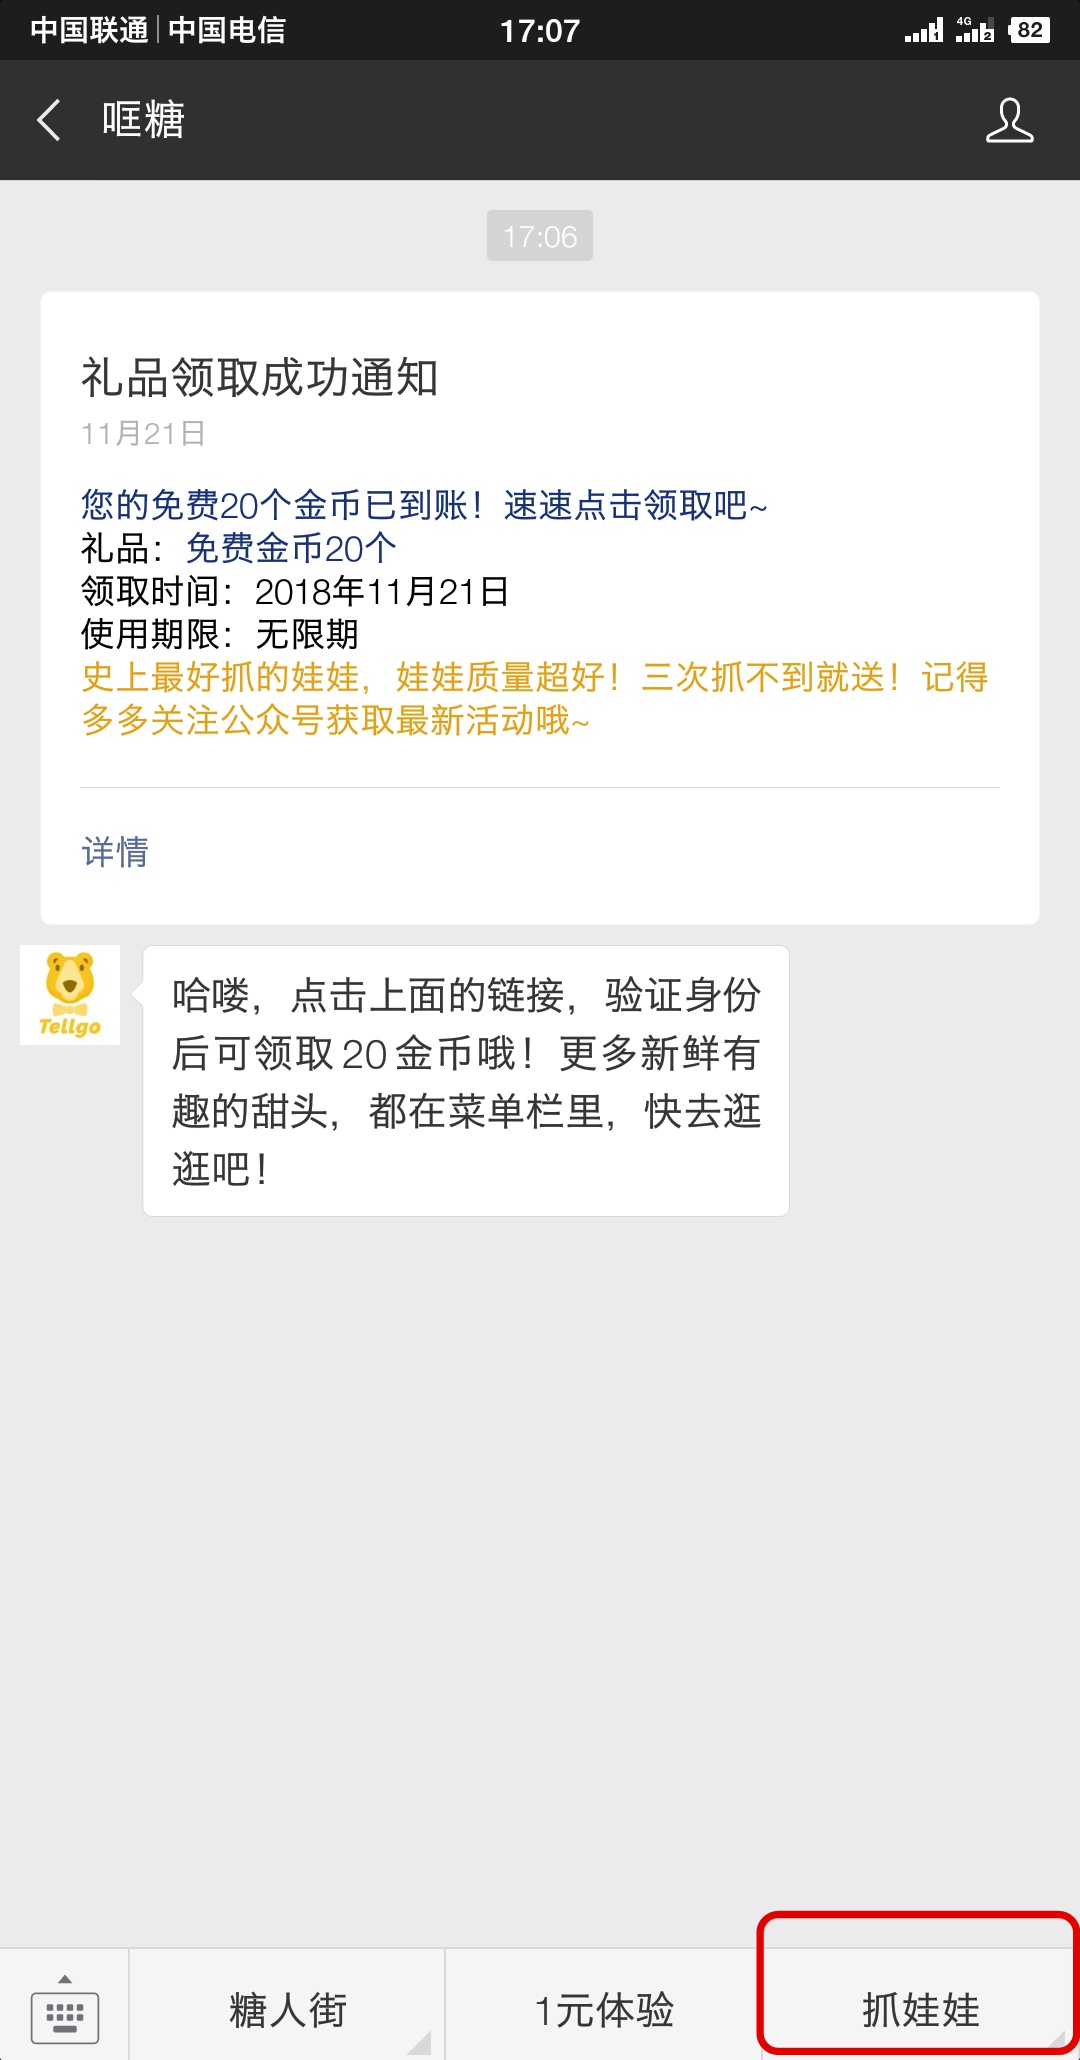 中国联通 中国电信 17:07 4G 1 2 82
哐糖
17:06
礼品领取成功通知
11月21日
您的免费20个金币已到账！速速点击领取吧~
礼品：免费金币20个
领取时间：2018年11月21日
使用期限：无限期
史上最好抓的娃娃，娃娃质量超好！三次抓不到就送！记得
多多关注公众号获取最新活动哦~
详情
Tellgo
哈喽，点击上面的链接，验证身份
后可领取20金币哦！更多新鲜有
趣的甜头，都在菜单栏里，快去逛
逛吧！
糖人街 1元体验 抓娃娃